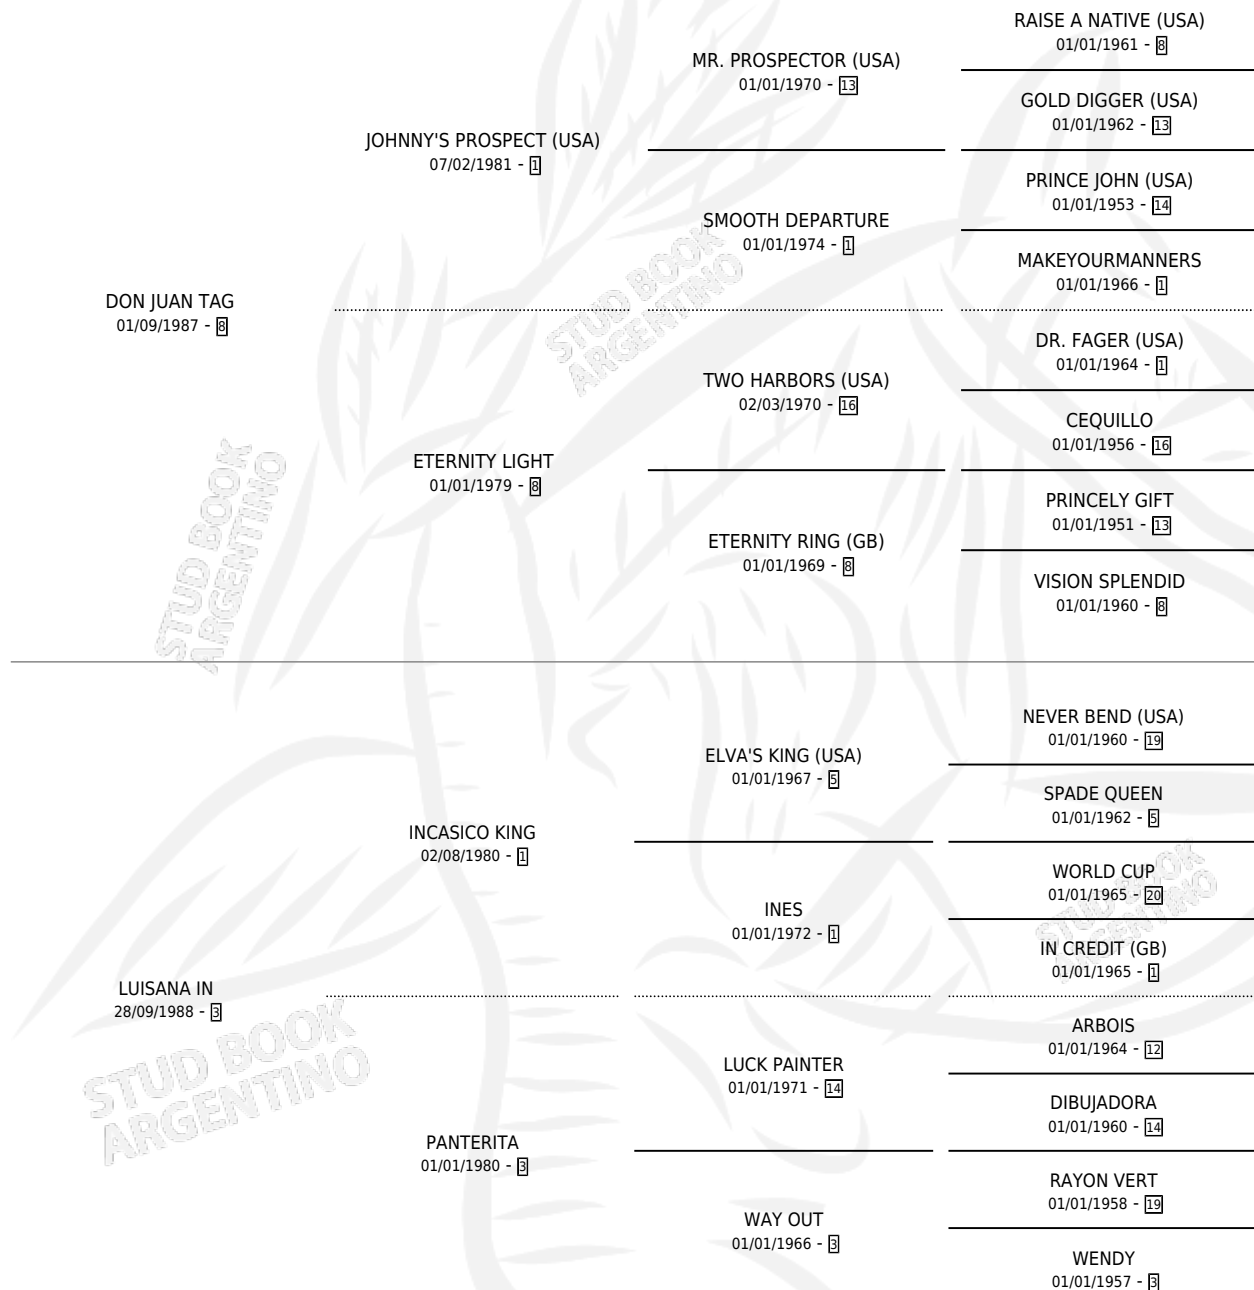 RAISE A NATIVE (USA)
01/01/1961 - 8
MR. PROSPECTOR (USA)
01/01/1970 - 13
GOLD DIGGER (USA)
01/01/1962 - 13
JOHNNY'S PROSPECT (USA)
07/02/1981 - 1
PRINCE JOHN (USA)
01/01/1953 - 14
SMOOTH DEPARTURE
01/01/1974 - 1
MAKEYOURMANNERS
01/01/1966 - 1
DON JUAN TAG
01/09/1987 - 8
DR. FAGER (USA)
01/01/1964 - 1
TWO HARBORS (USA)
02/03/1970 - 16
CEQUILLO
01/01/1956 - 16
ETERNITY LIGHT
01/01/1979 - 8
PRINCELY GIFT
01/01/1951 - 13
ETERNITY RING (GB)
01/01/1969 - 8
VISION SPLENDID
01/01/1960 - 8
STUD BOOK
ARGENTINO
STUD BOOK
ARGENTINO
NEVER BEND (USA)
01/01/1960 - 19
ELVA'S KING (USA)
01/01/1967 - 5
SPADE QUEEN
01/01/1962 - 5
INCASICO KING
02/08/1980 - 1
WORLD CUP
01/01/1965 - 20
INES
01/01/1972 - 1
IN CREDIT (GB)
01/01/1965 - 1
STUD BOOK
ARGENTINO
LUISANA IN
28/09/1988 - 3
ARBOIS
01/01/1964 - 12
LUCK PAINTER
01/01/1971 - 14
DIBUJADORA
01/01/1960 - 14
PANTERITA
01/01/1980 - 3
RAYON VERT
01/01/1958 - 19
WAY OUT
01/01/1966 - 3
WENDY
01/01/1957 - 3
STUD BOOK
ARGENTINO